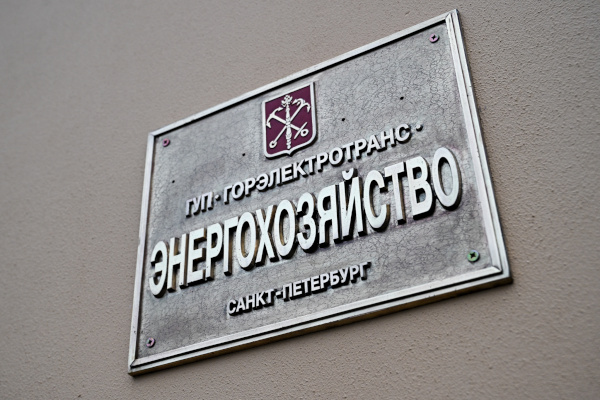 ГУП · ГОРЭЛЕКТРОТРАНС ·
ЭНЕРГОХОЗЯЙСТВО
САНКТ-ПЕТЕРБУРГ